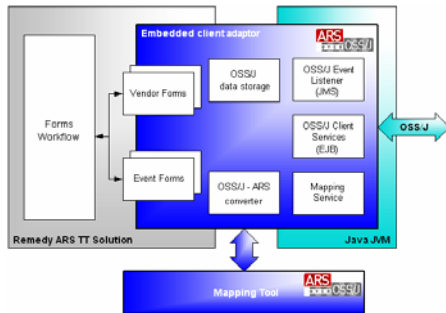 Embedded client adaptor
ARS
OSS/J
Vendor Forms
OSS/J
data storage
OSS/J Event
Listener
(JMS)
Forms
Workflow
OSS/J Client
Services
(EJB)
OSS/J
Event Forms
OSS/J - ARS
converter
Mapping
Service
Remedy ARS TT Solution
Java JVM
ARS
OSS/J
Mapping Tool